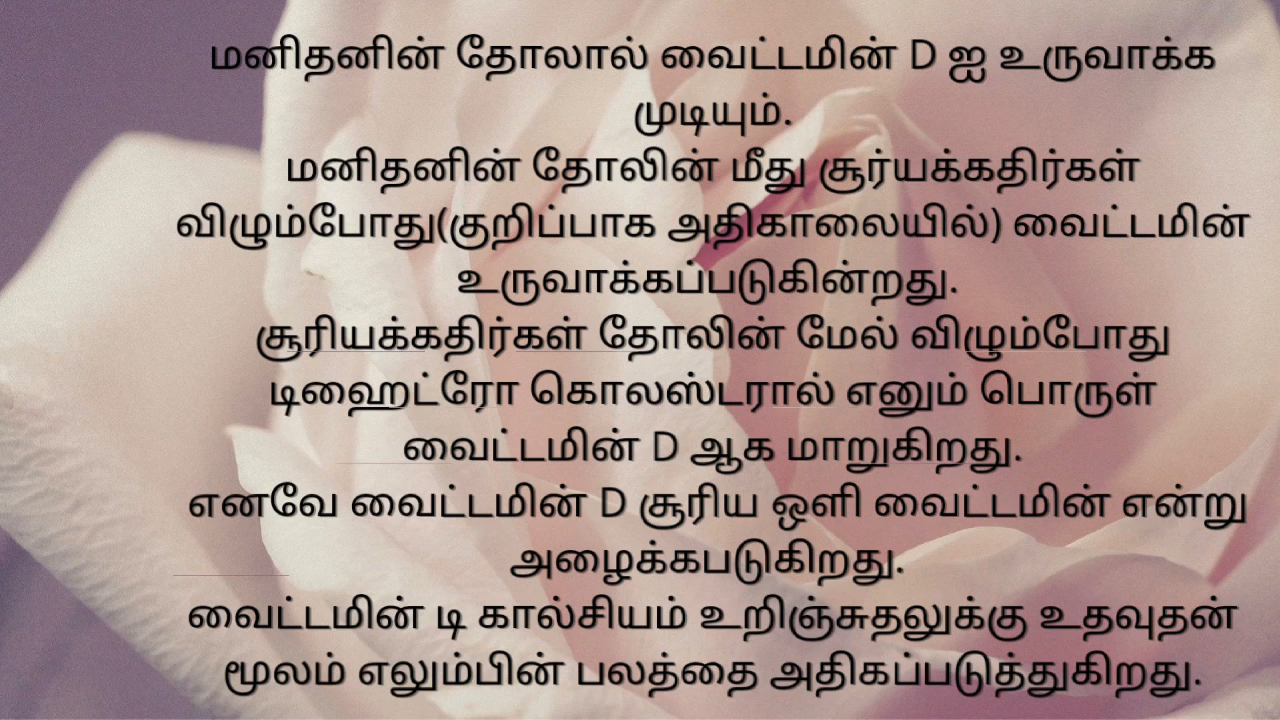 மனிதனின் தோலால் வைட்டமின் D ஐ உருவாக்க
முடியும்.
மனிதனின் தோலின் மீது சூர்யக்கதிர்கள்
விழும்போது(குறிப்பாக அதிகாலையில்) வைட்டமின்
உருவாக்கப்படுகின்றது.
சூரியக்கதிர்கள் தோலின் மேல் விழும்போது
டிஹைட்ரோ கொலஸ்டரால் எனும் பொருள்
வைட்டமின் D ஆக மாறுகிறது.
எனவே வைட்டமின் D சூரிய ஒளி வைட்டமின் என்று
அழைக்கபடுகிறது.
வைட்டமின் டி கால்சியம் உறிஞ்சுதலுக்கு உதவுதன்
மூலம் எலும்பின் பலத்தை அதிகப்படுத்துகிறது.